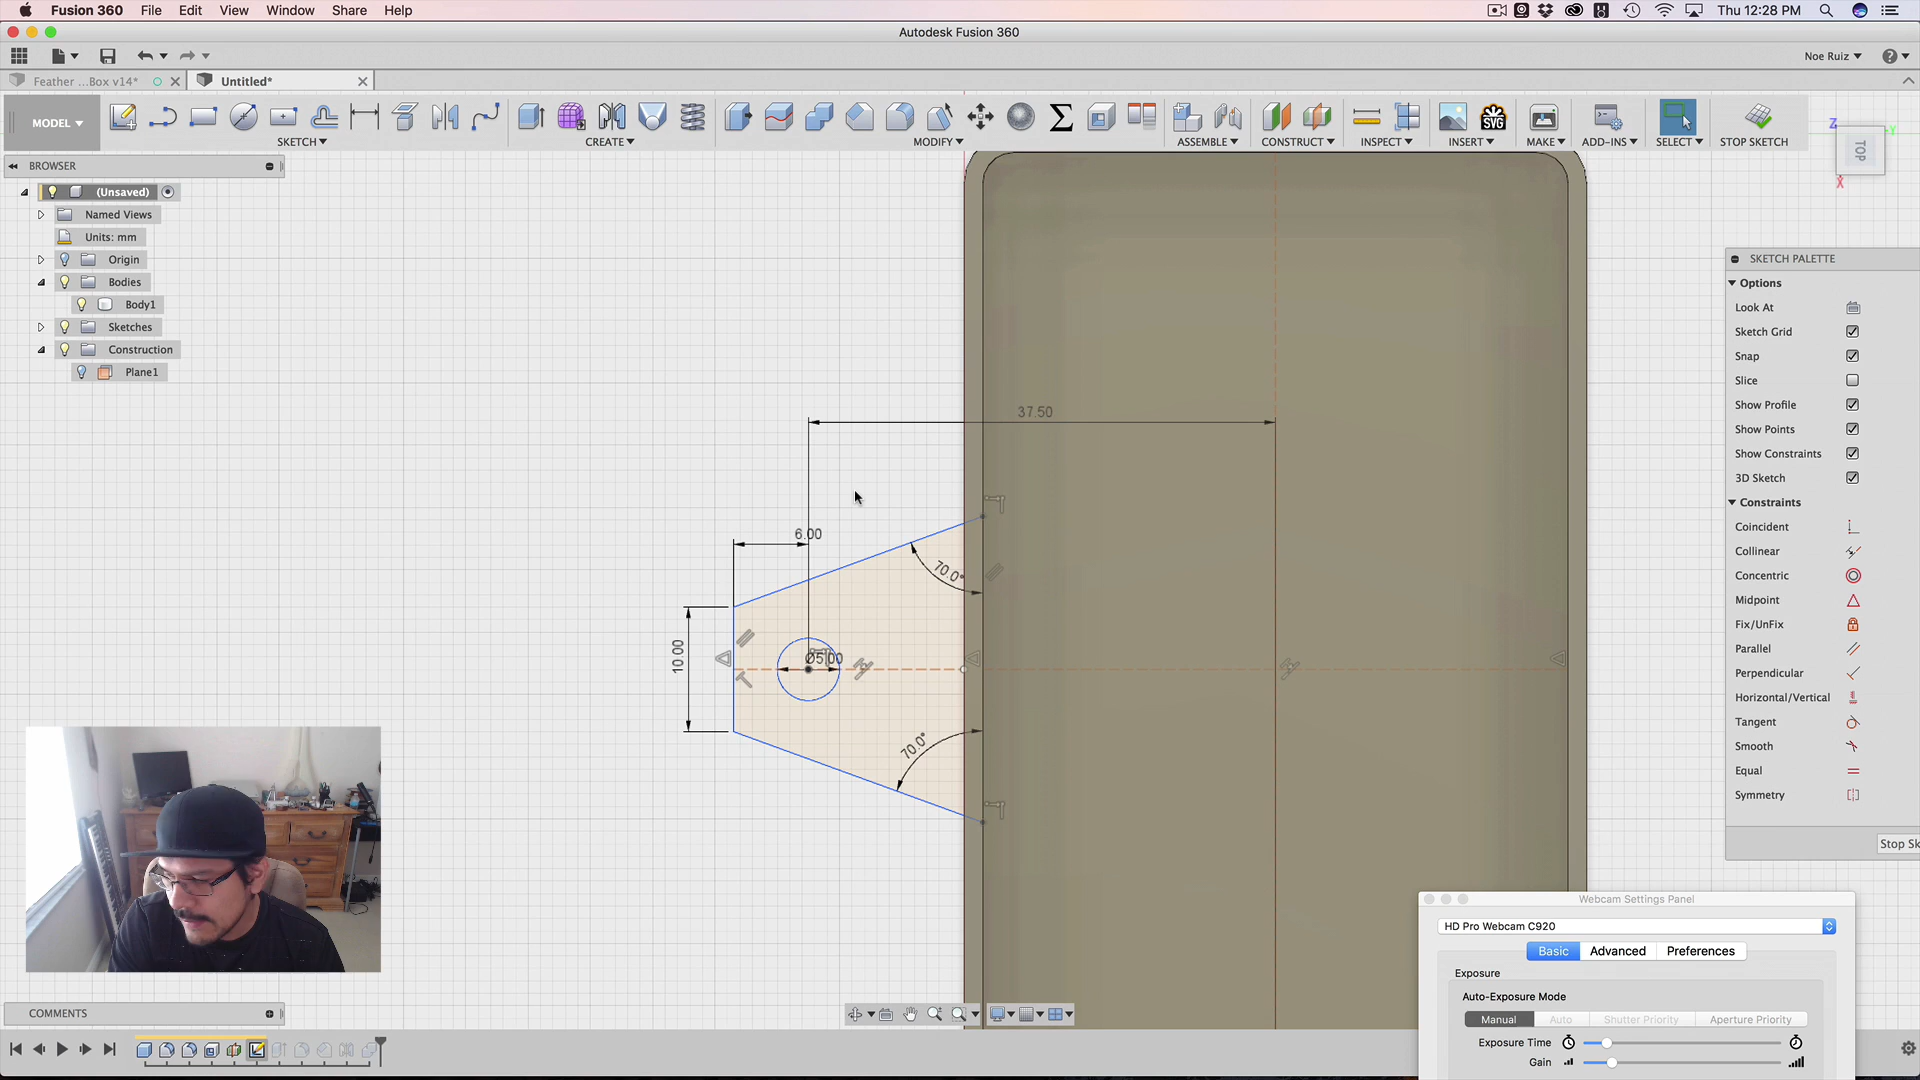 Fusion 360 File Edit View Window Share Help Thu 12:28 PM
Autodesk Fusion 360
Noe Ruiz
Feather ...Box v14* Untitled*
MODEL SKETCH CREATE MODIFY ASSEMBLE CONSTRUCT INSPECT INSERT MAKE ADD-INS SELECT STOP SKETCH
SVG
Z Y X TOP
BROWSER
(Unsaved)
Named Views
Units: mm
Origin
Bodies
Body1
Sketches
Construction
Plane1
37.50
6.00
70.0°
10.00
Ø5.00
70.0°
SKETCH PALETTE
Options
Look At
Sketch Grid
Snap
Slice
Show Profile
Show Points
Show Constraints
3D Sketch
Constraints
Coincident
Collinear
Concentric
Midpoint
Fix/UnFix
Parallel
Perpendicular
Horizontal/Vertical
Tangent
Smooth
Equal
Symmetry
Stop Sk
Webcam Settings Panel
HD Pro Webcam C920
Basic Advanced Preferences
Exposure
Auto-Exposure Mode
Manual Auto Shutter Priority Aperture Priority
Exposure Time
Gain
COMMENTS